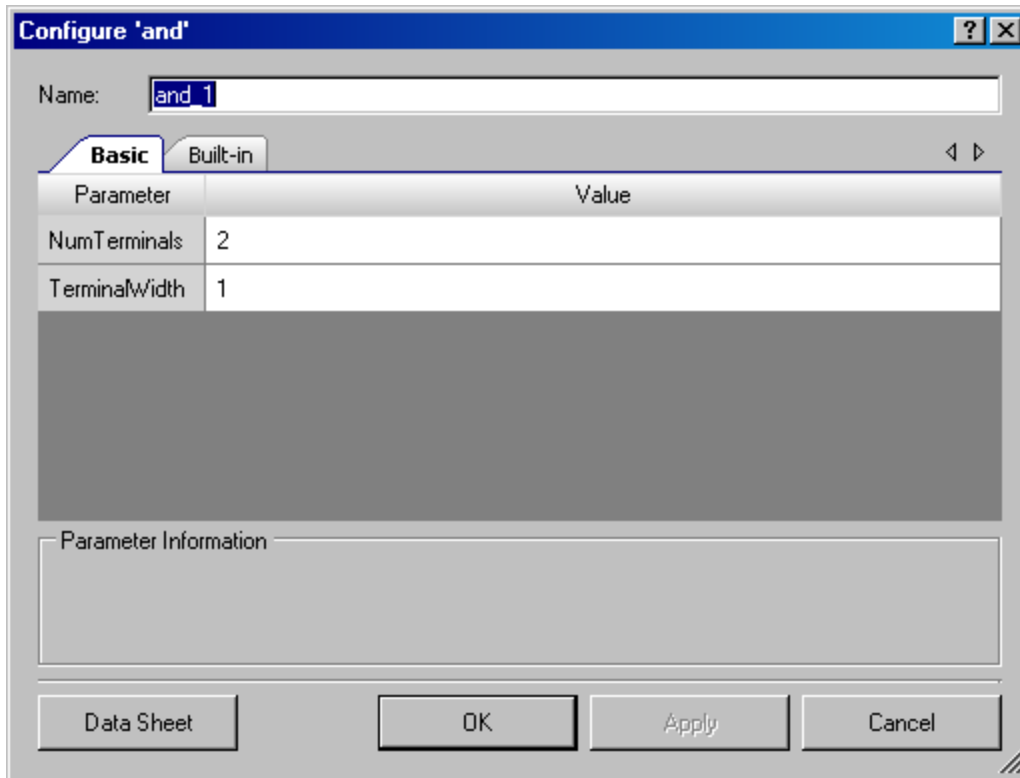 Configure 'and'
Name: and_1
Basic Built-in
Parameter Value
NumTerminals 2
TerminalWidth 1
Parameter Information
Data Sheet OK Apply Cancel